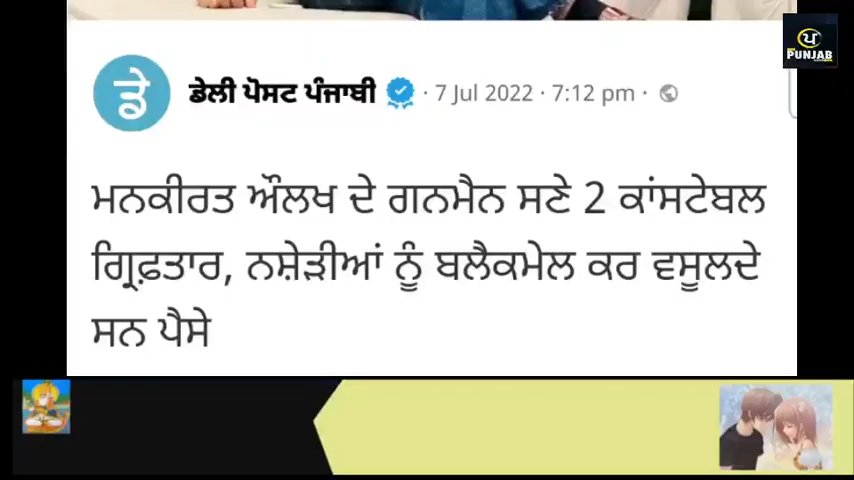 ਪ
PUNJAB
ਡੇ
ਡੇਲੀ ਪੋਸਟ ਪੰਜਾਬੀ · 7 Jul 2022 · 7:12 pm ·
ਮਨਕੀਰਤ ਔਲਖ ਦੇ ਗਨਮੈਨ ਸਣੇ 2 ਕਾਂਸਟੇਬਲ
ਗ੍ਰਿਫ਼ਤਾਰ, ਨਸ਼ੇੜੀਆਂ ਨੂੰ ਬਲੈਕਮੇਲ ਕਰ ਵਸੂਲਦੇ
ਸਨ ਪੈਸੇ